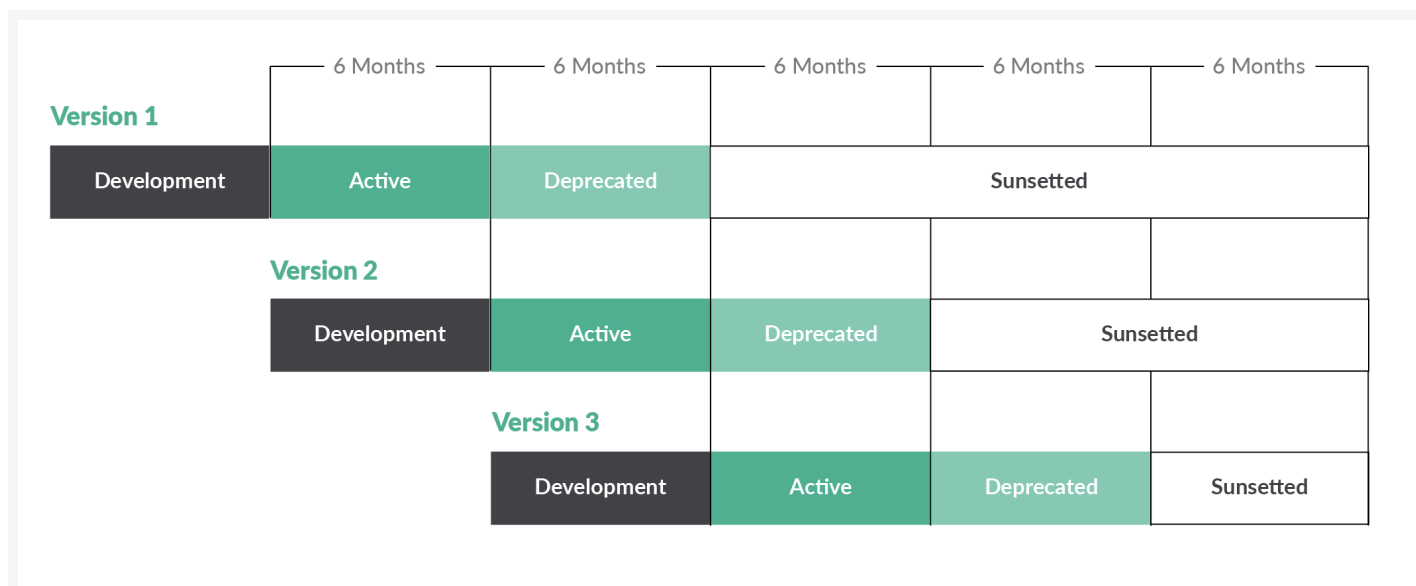 6 Months 6 Months 6 Months 6 Months 6 Months
Version 1
Development Active Deprecated Sunsetted
Version 2
Development Active Deprecated Sunsetted
Version 3
Development Active Deprecated Sunsetted